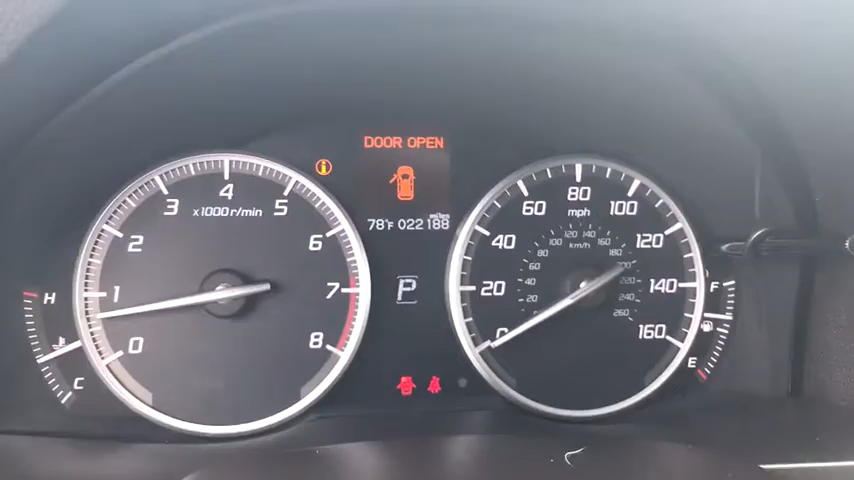 DOOR OPEN
miles
78°F 022188
P
0
1
2
3
4
5
6
7
8
x1000r/min
H
C
0
20
40
60
80
100
120
140
160
mph
km/h
20
40
60
80
100
120
140
160
180
200
220
240
260
F
E